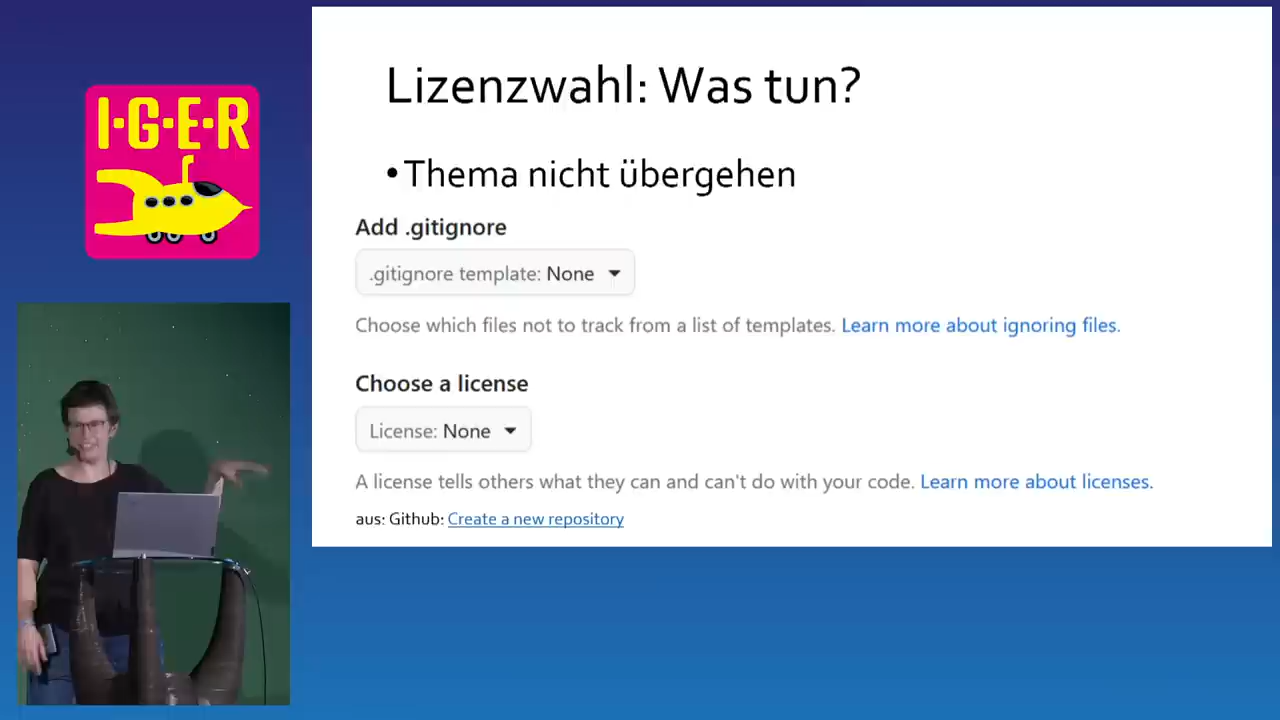 I·G·E·R
Lizenzwahl: Was tun?
•Thema nicht übergehen
Add .gitignore
.gitignore template: None
Choose which files not to track from a list of templates. Learn more about ignoring files.
Choose a license
License: None
A license tells others what they can and can't do with your code. Learn more about licenses.
aus: Github: Create a new repository